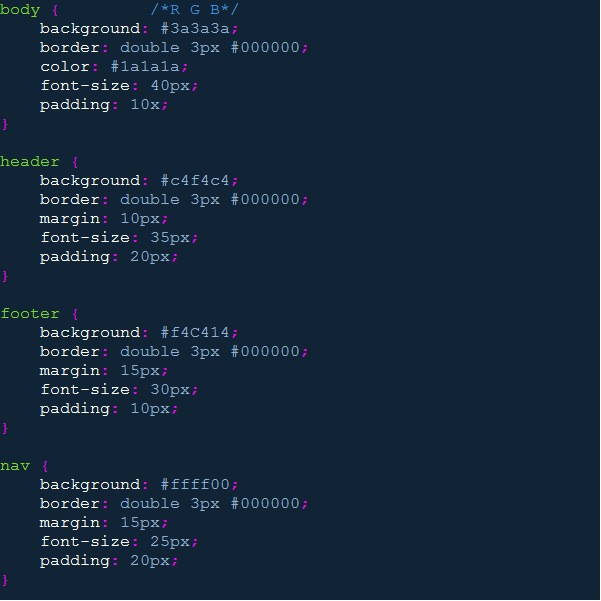 body {         /*R G B*/
    background: #3a3a3a;
    border: double 3px #000000;
    color: #1a1a1a;
    font-size: 40px;
    padding: 10x;
}

header {
    background: #c4f4c4;
    border: double 3px #000000;
    margin: 10px;
    font-size: 35px;
    padding: 20px;
}

footer {
    background: #f4C414;
    border: double 3px #000000;
    margin: 15px;
    font-size: 30px;
    padding: 10px;
}

nav {
    background: #ffff00;
    border: double 3px #000000;
    margin: 15px;
    font-size: 25px;
    padding: 20px;
}